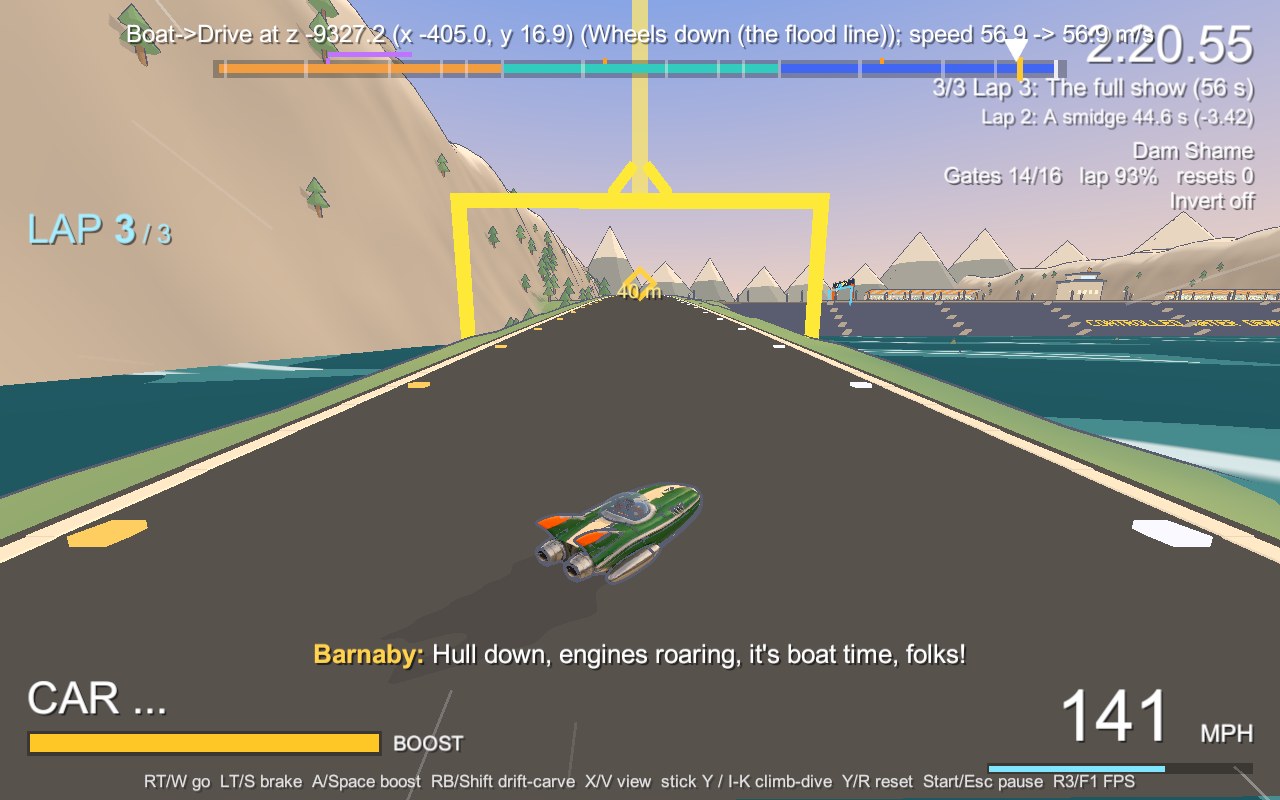 Boat->Drive at z -9327.2 (x -405.0, y 16.9) (Wheels down (the flood line)); speed 56.9 -> 56.9 m/s
2:20.55
3/3 Lap 3: The full show (56 s)
Lap 2: A smidge 44.6 s (-3.42)
Dam Shame
Gates 14/16 lap 93% resets 0
Invert off
LAP 3 / 3
40 m
CONTROLLED WATER DEMO
Barnaby: Hull down, engines roaring, it's boat time, folks!
CAR ...
BOOST
141 MPH
RT/W go LT/S brake A/Space boost RB/Shift drift-carve X/V view stick Y / I-K climb-dive Y/R reset Start/Esc pause R3/F1 FPS